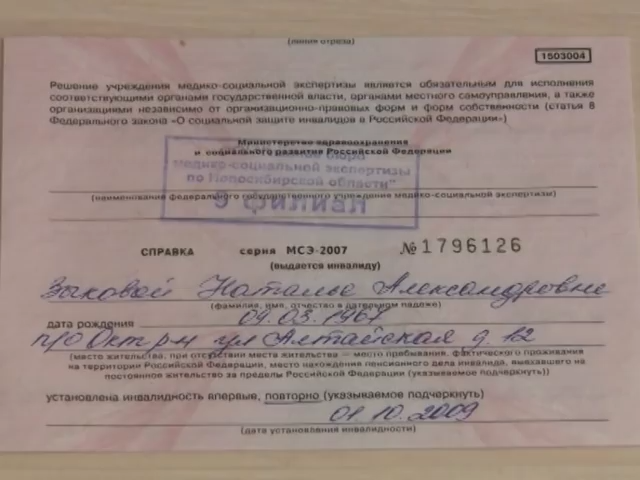 (линия отреза)
1503004
Решение учреждения медико-социальной экспертизы является обязательным для исполнения
соответствующими органами государственной власти, органами местного самоуправления, а также
организациями независимо от организационно-правовых форм и форм собственности (статья 8
Федерального закона «О социальной защите инвалидов в Российской Федерации»)
Министерство здравоохранения
и социального развития Российской Федерации
бюро
медико-социальной экспертизы
по Новосибирской области"
(наименования федерального государственного учреждения медико-социальной экспертизы)
СПРАВКА серия МСЭ-2007 №1796126
(выдается инвалиду)
Зыковой Наталье Александровне
(фамилия, имя, отчество в дательном падеже)
дата рождения 09.03.1967
п/о Окт р-н ул Алтайская д. 12
(место жительства, при отсутствии места жительства — место пребывания, фактического проживания
на территории Российской Федерации, место нахождения пенсионного дела инвалида, выехавшего на
постоянное жительство за пределы Российской Федерации (указываемое подчеркнуть))
установлена инвалидность впервые, повторно (указываемое подчеркнуть)
01.10.2009
(дата установления инвалидности)